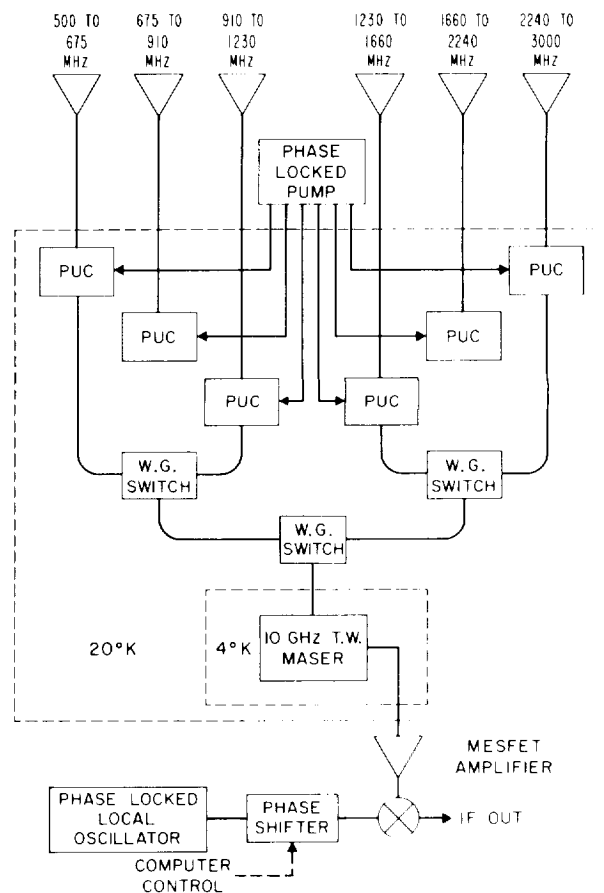 500 TO
675
MHz
675 TO
910
MHz
910 TO
1230
MHz
1230 TO
1660
MHz
1660 TO
2240
MHz
2240 TO
3000
MHz
PHASE
LOCKED
PUMP
PUC
PUC
PUC
PUC
PUC
PUC
W.G.
SWITCH
W.G.
SWITCH
W.G.
SWITCH
20°K
4°K
10 GHz T.W.
MASER
MESFET
AMPLIFIER
PHASE LOCKED
LOCAL
OSCILLATOR
PHASE
SHIFTER
IF OUT
COMPUTER
CONTROL